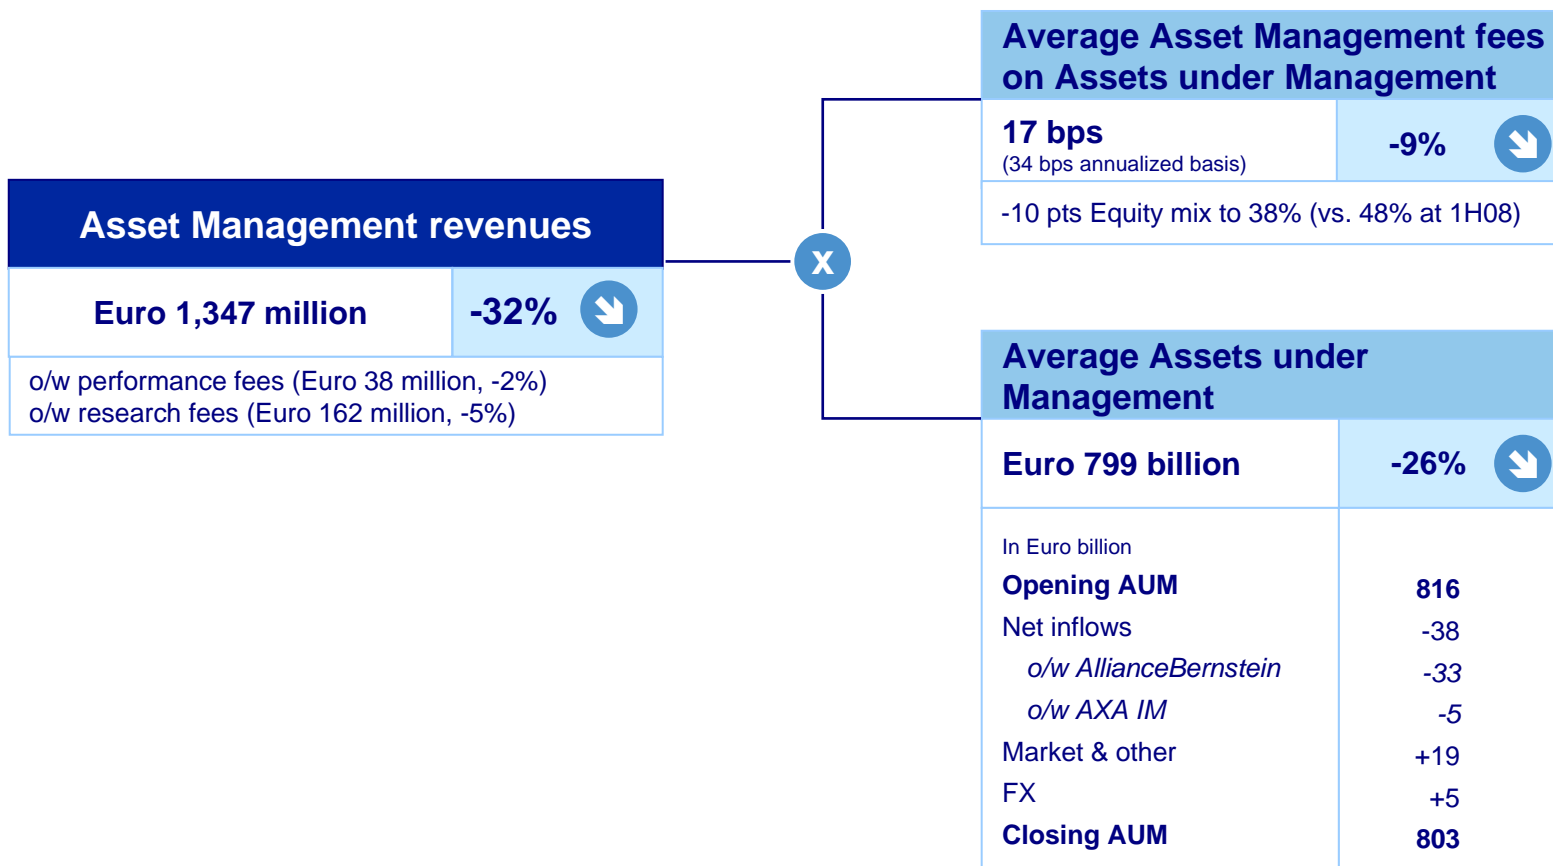 Asset Management revenues
Euro 1,347 million
-32%
o/w performance fees (Euro 38 million, -2%)
o/w research fees (Euro 162 million, -5%)
X
Average Asset Management fees
on Assets under Management
17 bps
(34 bps annualized basis)
-9%
-10 pts Equity mix to 38% (vs. 48% at 1H08)
Average Assets under
Management
Euro 799 billion
-26%
In Euro billion
Opening AUM 816
Net inflows -38
o/w AllianceBernstein -33
o/w AXA IM -5
Market & other +19
FX +5
Closing AUM 803